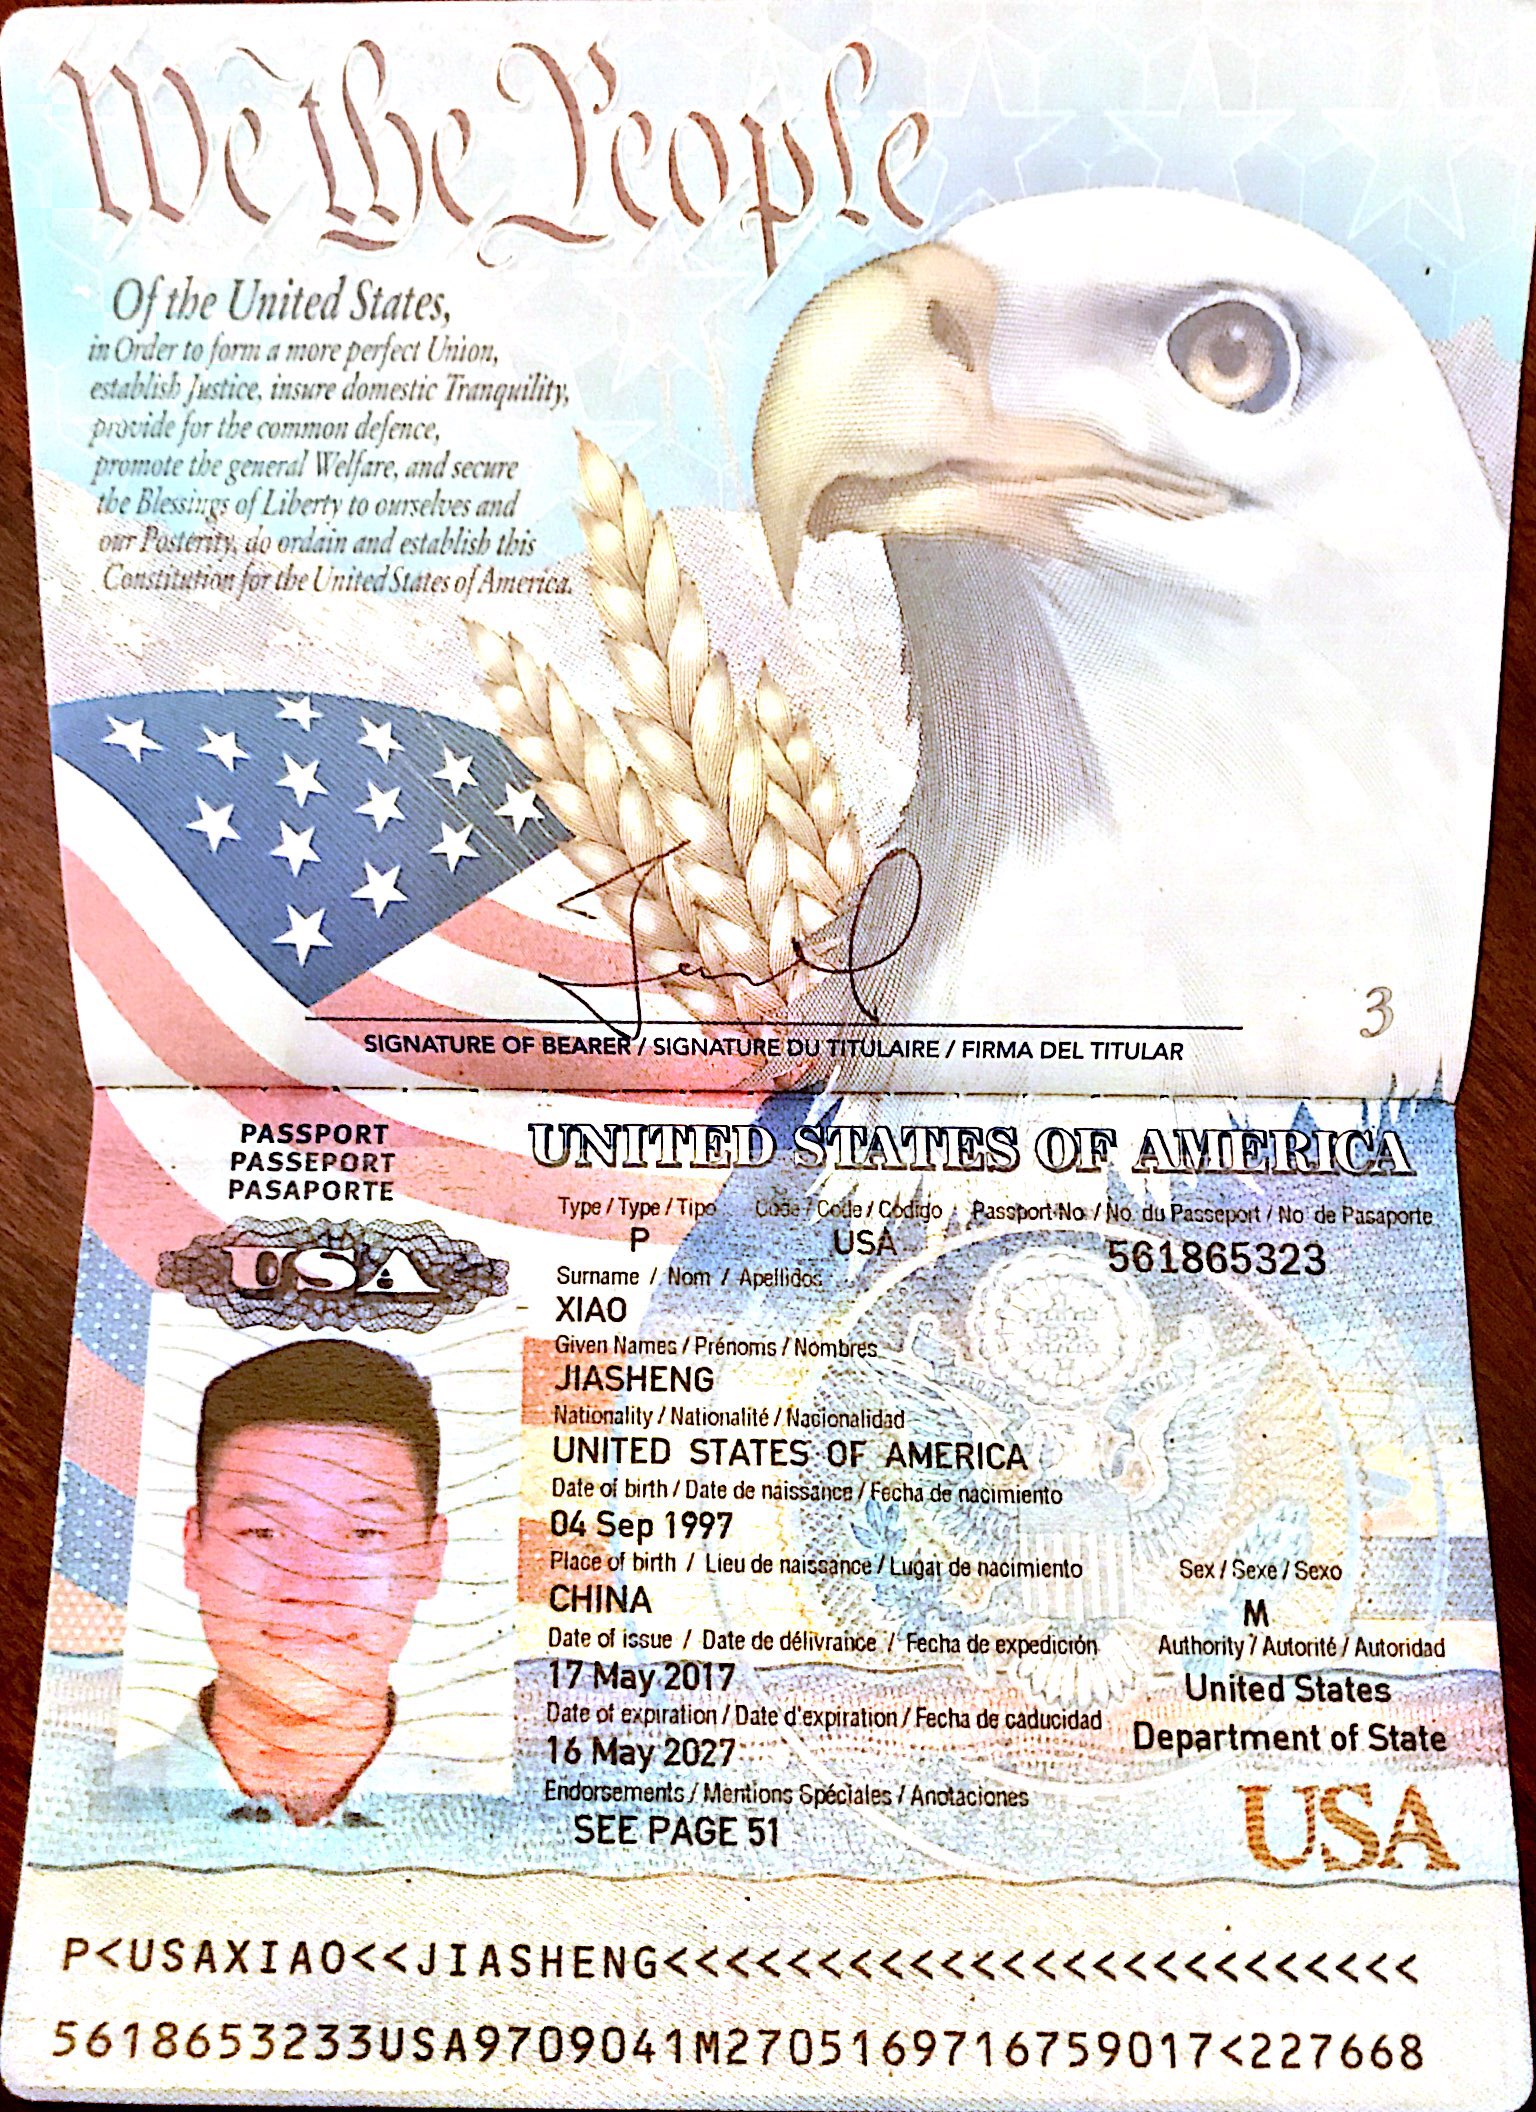 We the People
Of the United States,
in Order to form a more perfect Union,
establish Justice, insure domestic Tranquility,
provide for the common defence,
promote the general Welfare, and secure
the Blessings of Liberty to ourselves and
our Posterity, do ordain and establish this
Constitution for the United States of America.
3
SIGNATURE OF BEARER / SIGNATURE DU TITULAIRE / FIRMA DEL TITULAR
PASSPORT
PASSEPORT
PASAPORTE
USA
UNITED STATES OF AMERICA
Type / Type / Tipo Code / Code / Código Passport No. / No. du Passeport / No. de Pasaporte
P USA 561865323
Surname / Nom / Apellidos
XIAO
Given Names / Prénoms / Nombres
JIASHENG
Nationality / Nationalité / Nacionalidad
UNITED STATES OF AMERICA
Date of birth / Date de naissance / Fecha de nacimiento
04 Sep 1997
Place of birth / Lieu de naissance / Lugar de nacimiento Sex / Sexe / Sexo
CHINA M
Date of issue / Date de délivrance / Fecha de expedición Authority / Autorité / Autoridad
17 May 2017 United States
Date of expiration / Date d'expiration / Fecha de caducidad Department of State
16 May 2027
Endorsements / Mentions Spéciales / Anotaciones
SEE PAGE 51
USA
P<USAXIAO<<JIASHENG<<<<<<<<<<<<<<<<<<<<<<<<
5618653233USA9709041M2705169716759017<227668